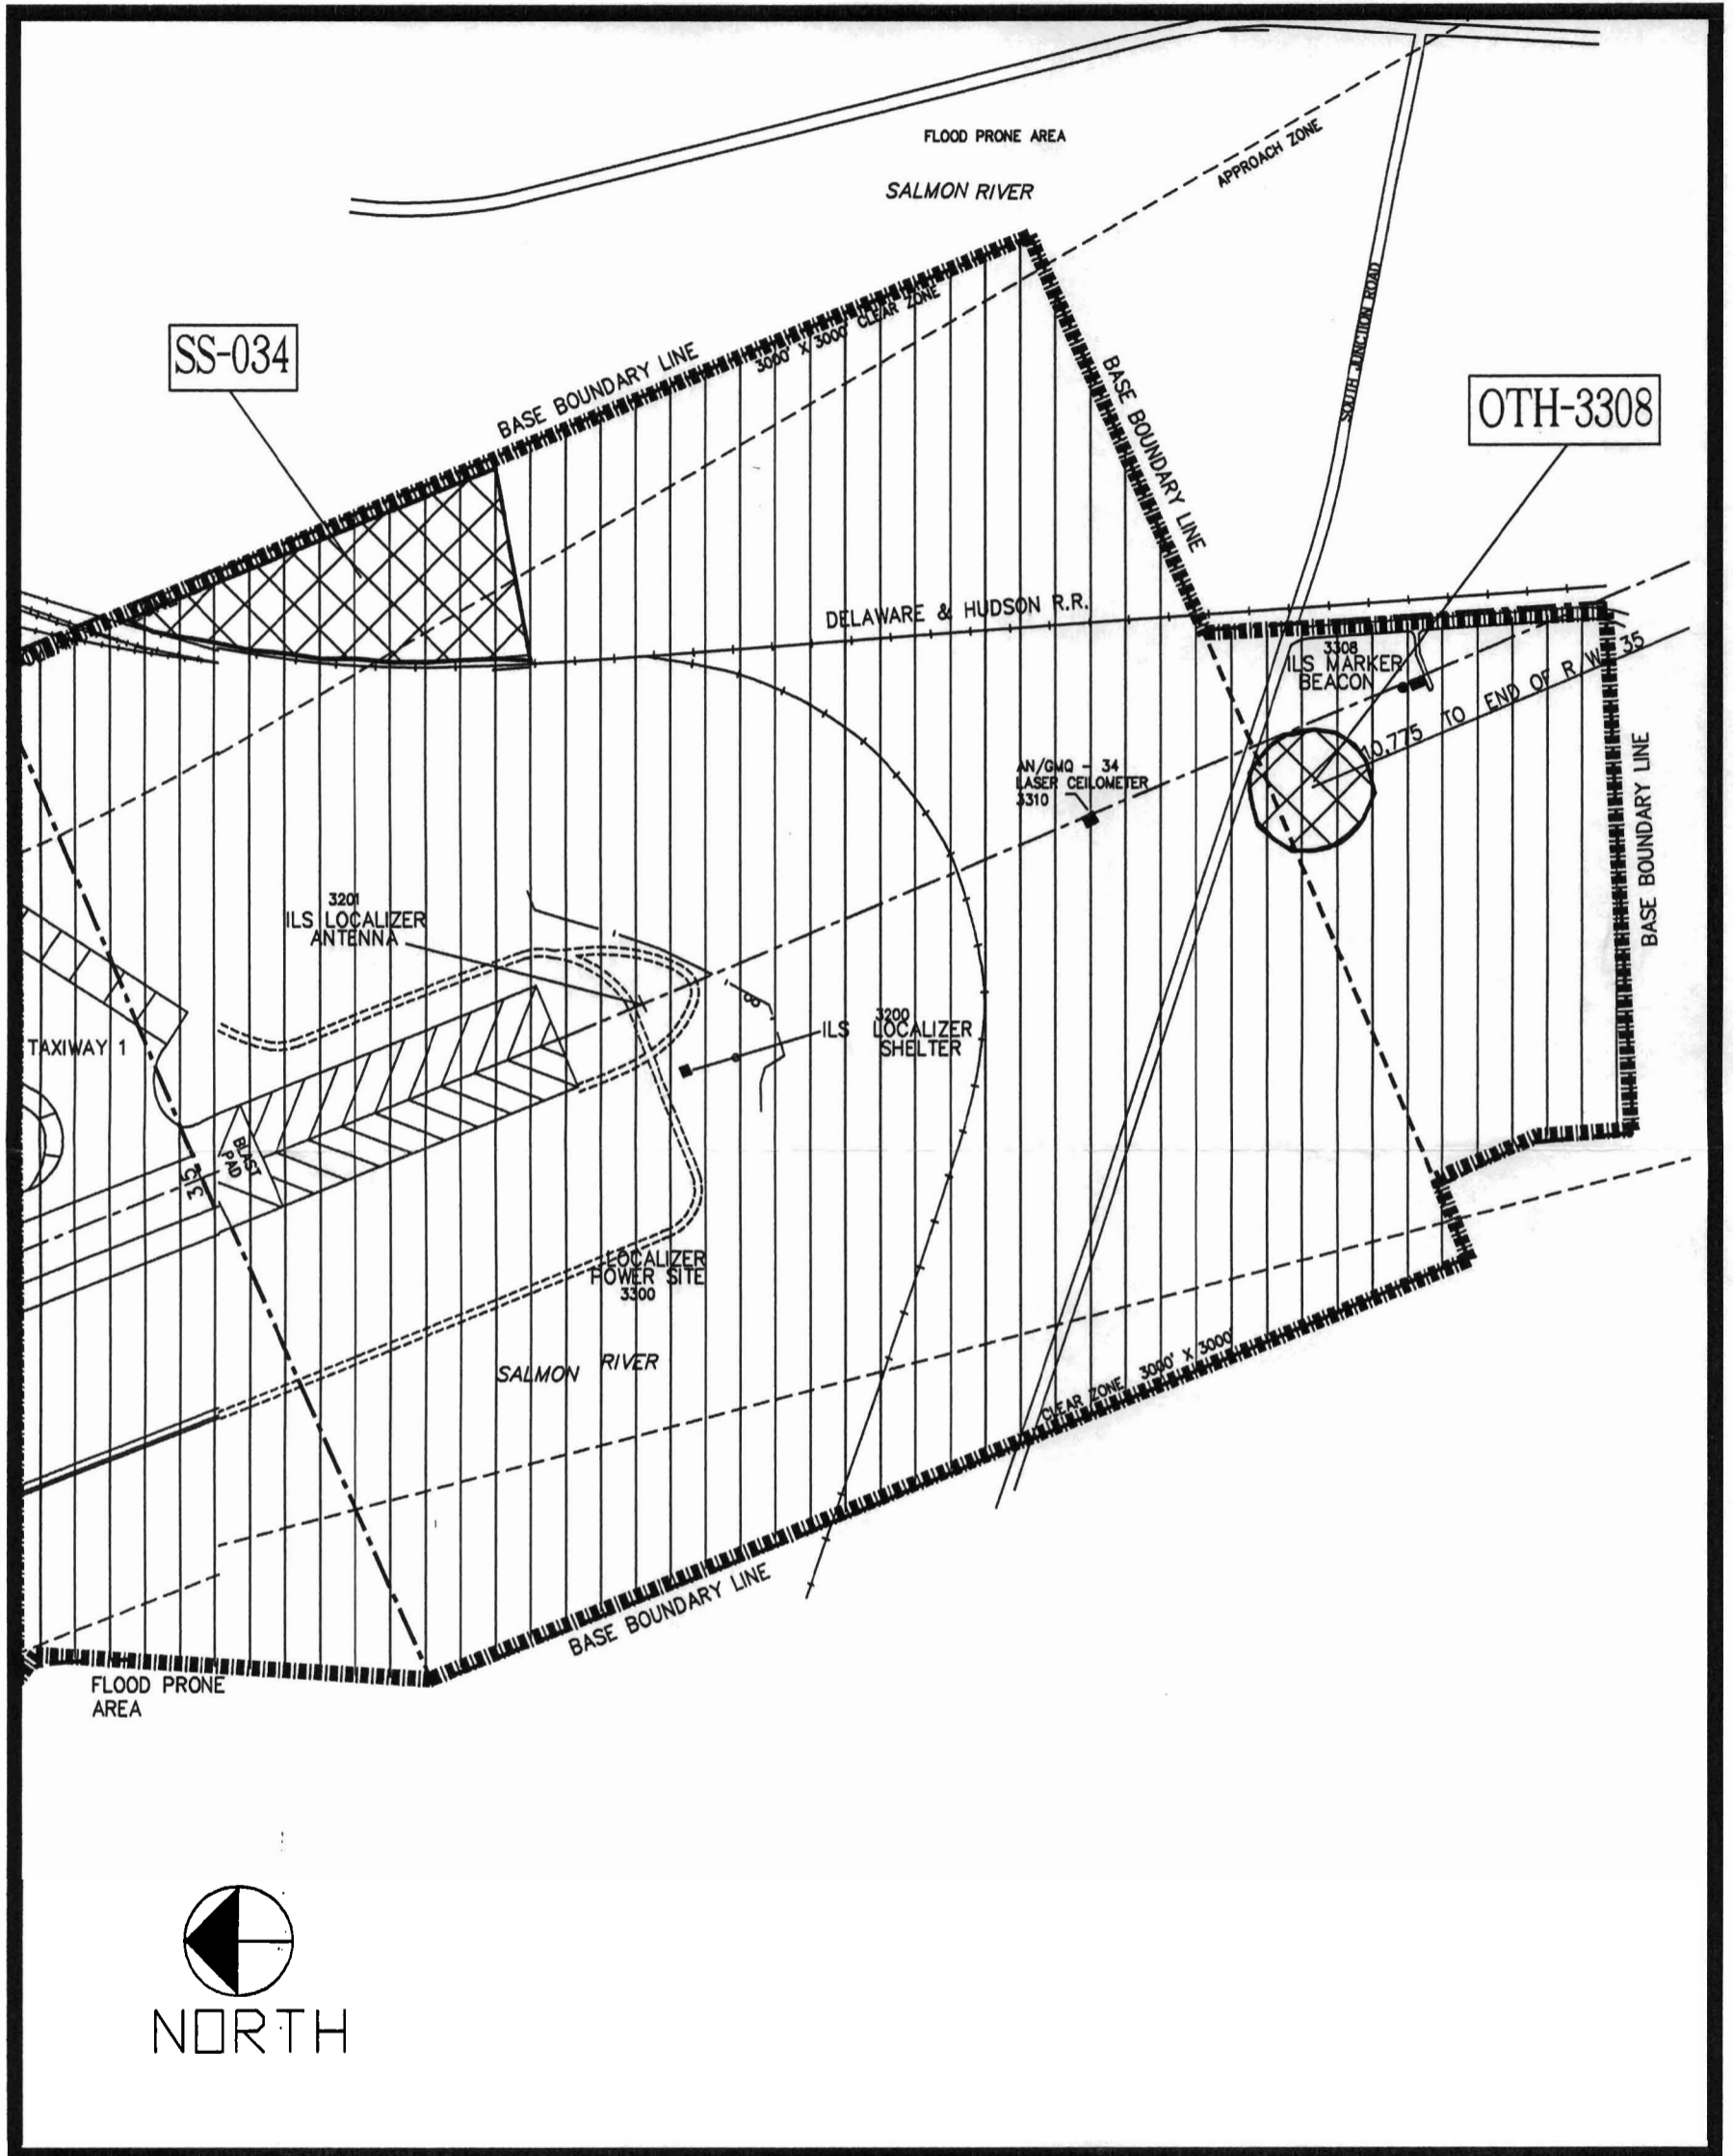 FLOOD PRONE AREA
SALMON RIVER
APPROACH ZONE
SOUTH JUNCTION ROAD
SS-034
3000' X 3000' CLEAR ZONE
BASE BOUNDARY LINE
BASE BOUNDARY LINE
OTH-3308
DELAWARE & HUDSON R.R.
3308
ILS MARKER
BEACON
10,775 TO END OF R W 35
AN/GMQ - 34
LASER CEILOMETER
3310
BASE BOUNDARY LINE
3201
ILS LOCALIZER
ANTENNA
3200
ILS LOCALIZER
SHELTER
TAXIWAY 1
BLAST
PAD
35
LOCALIZER
POWER SITE
3300
SALMON RIVER
CLEAR ZONE 3000' X 3000'
BASE BOUNDARY LINE
FLOOD PRONE
AREA
NORTH